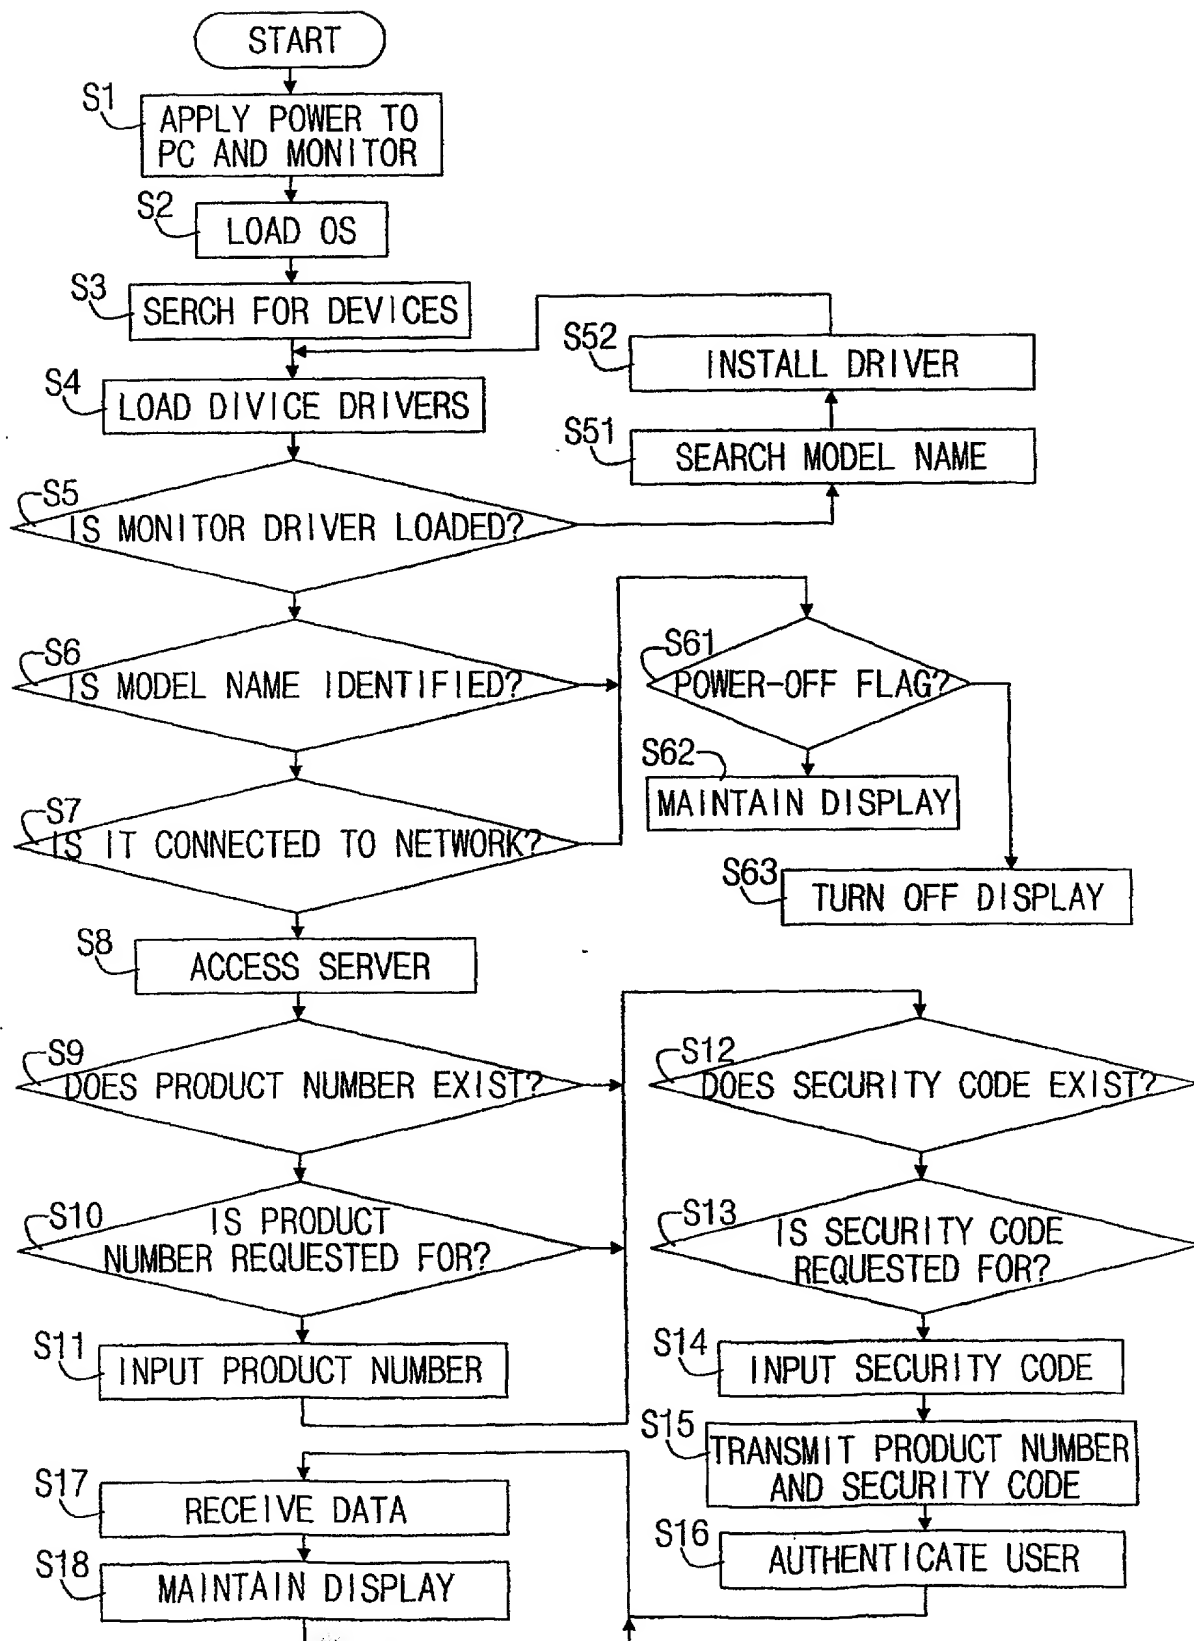 START
S1
APPLY POWER TO
PC AND MONITOR
S2
LOAD OS
S3
SERCH FOR DEVICES
S4
LOAD DIVICE DRIVERS
S52
INSTALL DRIVER
S51
SEARCH MODEL NAME
S5
IS MONITOR DRIVER LOADED?
S6
IS MODEL NAME IDENTIFIED?
S61
POWER-OFF FLAG?
S62
MAINTAIN DISPLAY
S7
IS IT CONNECTED TO NETWORK?
S63
TURN OFF DISPLAY
S8
ACCESS SERVER
S9
DOES PRODUCT NUMBER EXIST?
S12
DOES SECURITY CODE EXIST?
S10
IS PRODUCT
NUMBER REQUESTED FOR?
S13
IS SECURITY CODE
REQUESTED FOR?
S11
INPUT PRODUCT NUMBER
S14
INPUT SECURITY CODE
S15
TRANSMIT PRODUCT NUMBER
AND SECURITY CODE
S17
RECEIVE DATA
S16
AUTHENTICATE USER
S18
MAINTAIN DISPLAY